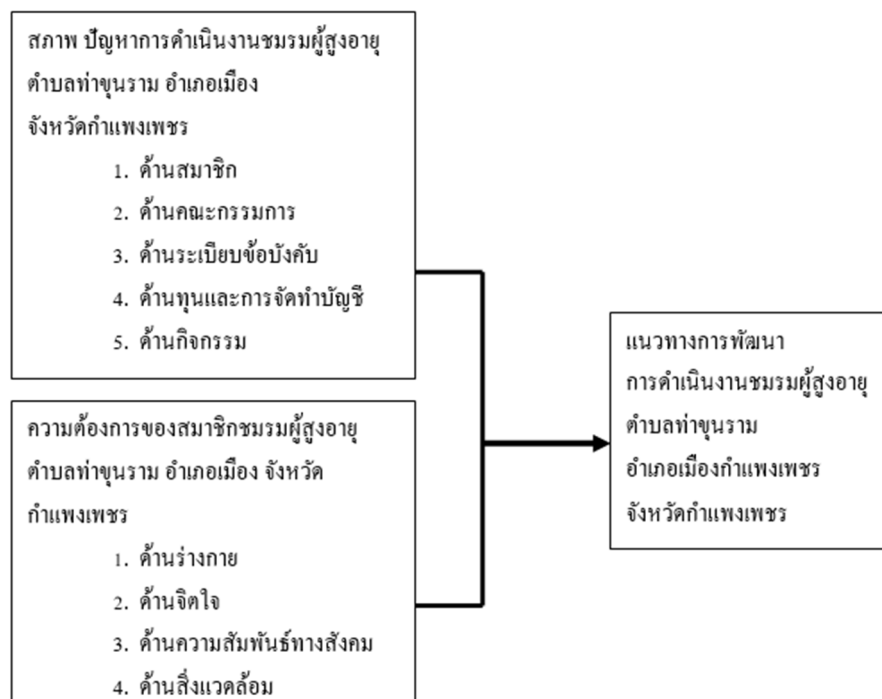 สภาพ ปัญหาการดำเนินงานชมรมผู้สูงอายุ
ตำบลท่าขุนราม อำเภอเมือง
จังหวัดกำแพงเพชร
1. ด้านสมาชิก
2. ด้านคณะกรรมการ
3. ด้านระเบียบข้อบังคับ
4. ด้านทุนและการจัดทำบัญชี
5. ด้านกิจกรรม
ความต้องการของสมาชิกชมรมผู้สูงอายุ
ตำบลท่าขุนราม อำเภอเมือง จังหวัด
กำแพงเพชร
1. ด้านร่างกาย
2. ด้านจิตใจ
3. ด้านความสัมพันธ์ทางสังคม
4. ด้านสิ่งแวดล้อม
แนวทางการพัฒนา
การดำเนินงานชมรมผู้สูงอายุ
ตำบลท่าขุนราม
อำเภอเมืองกำแพงเพชร
จังหวัดกำแพงเพชร